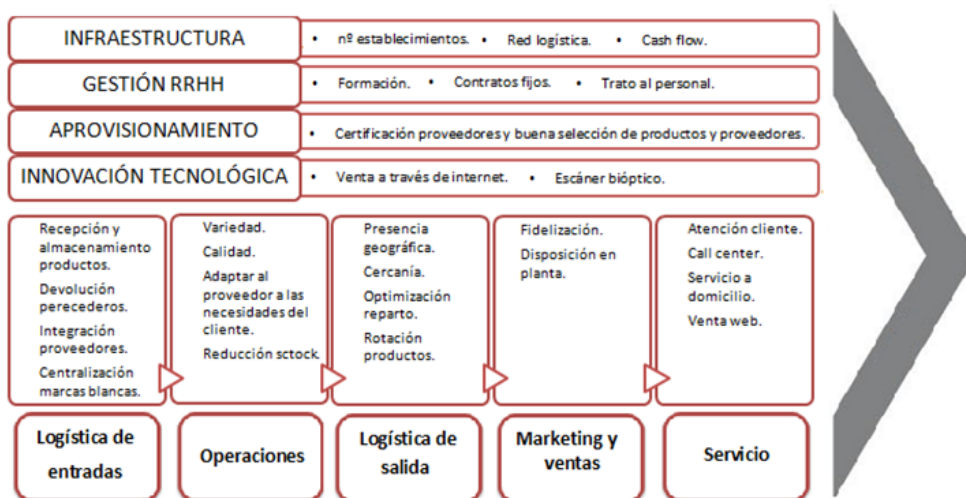 INFRAESTRUCTURA
• nº establecimientos. • Red logística. • Cash flow.
GESTIÓN RRHH
• Formación. • Contratos fijos. • Trato al personal.
APROVISIONAMIENTO
• Certificación proveedores y buena selección de productos y proveedores.
INNOVACIÓN TECNOLÓGICA
• Venta a través de internet. • Escáner bióptico.
Recepción y
almacenamiento
productos.
Devolución
perecederos.
Integración
proveedores.
Centralización
marcas blancas.
Variedad.
Calidad.
Adaptar al
proveedor a las
necesidades del
cliente.
Reducción sctock.
Presencia
geográfica.
Cercanía.
Optimización
reparto.
Rotación
productos.
Fidelización.
Disposición en
planta.
Atención cliente.
Call center.
Servicio a
domicilio.
Venta web.
Logística de
entradas
Operaciones
Logística de
salida
Marketing y
ventas
Servicio